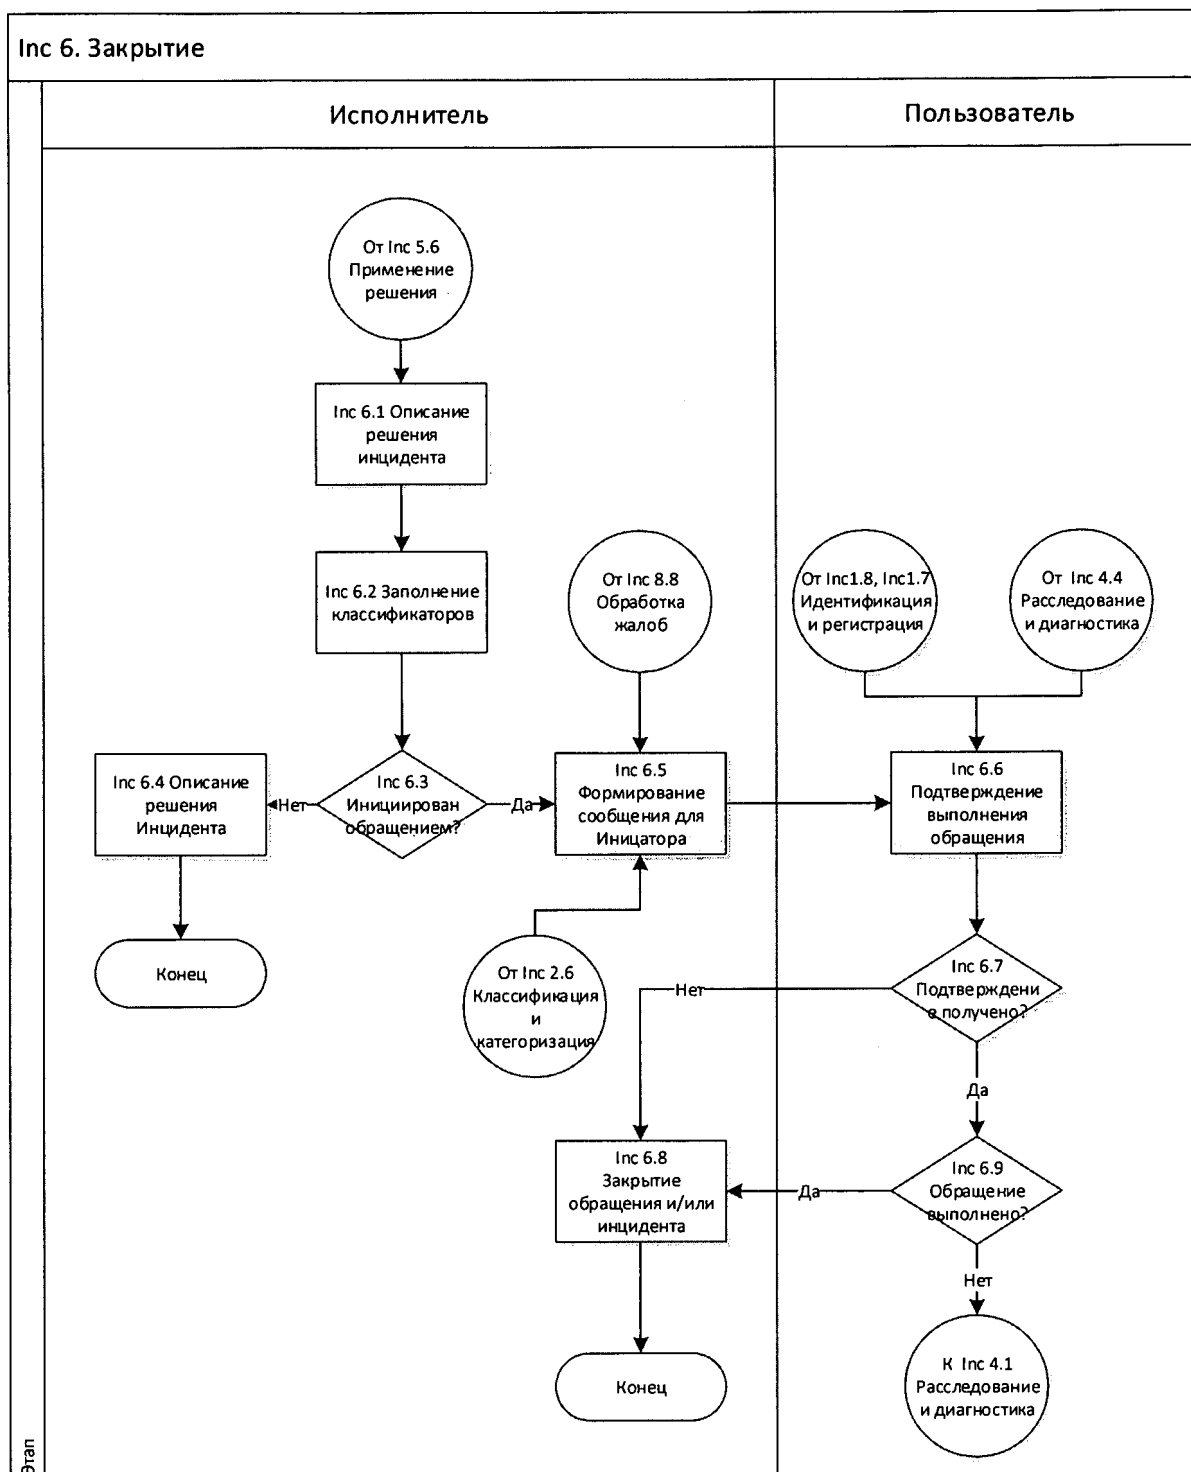 Inc 6. Закрытие
Исполнитель
Пользователь
От Inc 5.6
Применение
решения
Inc 6.1 Описание
решения
инцидента
Inc 6.2 Заполнение
классификаторов
От Inc 8.8
Обработка
жалоб
От Inc1.8, Inc1.7
Идентификация
и регистрация
От Inc 4.4
Расследование
и диагностика
Inc 6.4 Описание
решения
Инцидента
Нет
Inc 6.3
Инициирован
обращением?
Да
Inc 6.5
Формирование
сообщения для
Иницатора
Inc 6.6
Подтверждение
выполнения
обращения
Конец
От Inc 2.6
Классификация
и
категоризация
Нет
Inc 6.7
Подтверждени
е получено?
Да
Inc 6.8
Закрытие
обращения и/или
инцидента
Да
Inc 6.9
Обращение
выполнено?
Нет
Конец
К Inc 4.1
Расследование
и диагностика
Этап